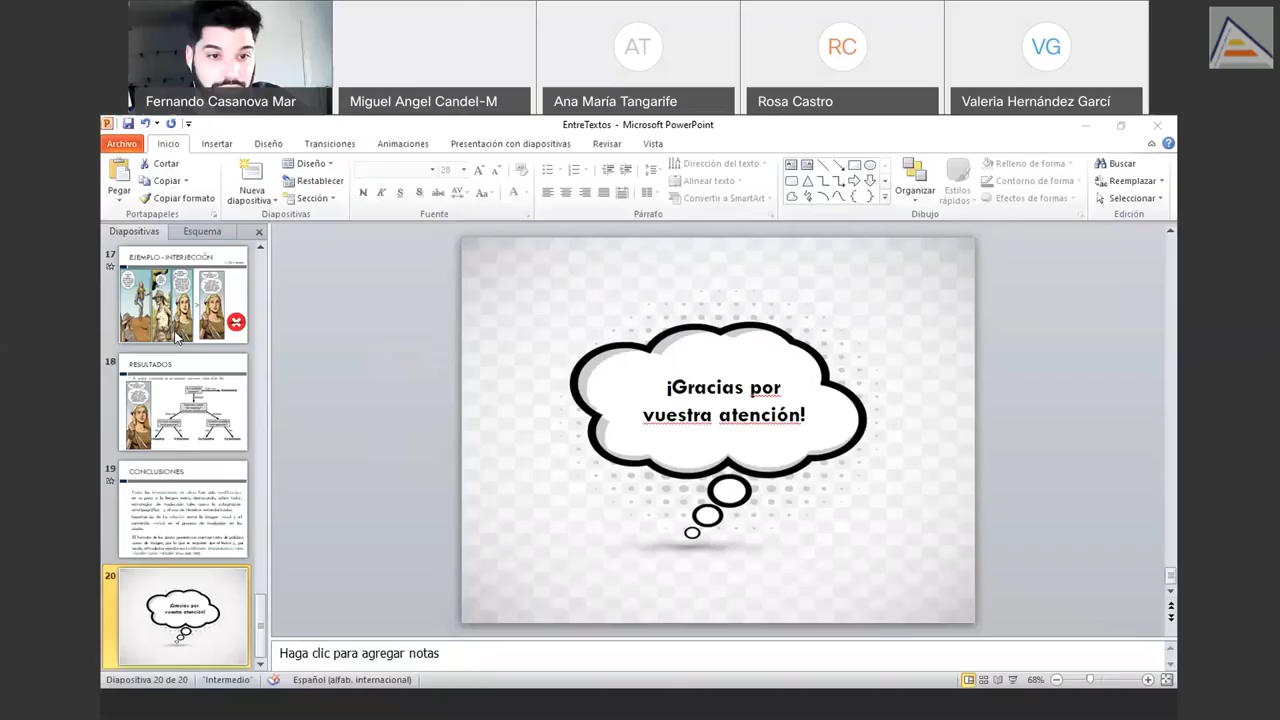 AT
RC
VG
Fernando Casanova Mar
Miguel Angel Candel-M
Ana María Tangarife
Rosa Castro
Valeria Hernández Garcí
EntreTextos - Microsoft PowerPoint
Archivo Inicio Insertar Diseño Transiciones Animaciones Presentación con diapositivas Revisar Vista
Pegar
Cortar
Copiar
Copiar formato
Portapapeles
Nueva
diapositiva
Diseño
Restablecer
Sección
Diapositivas
28
Fuente
Párrafo
Dirección del texto
Alinear texto
Convertir a SmartArt
Organizar
Estilos
rápidos
Relleno de forma
Contorno de forma
Efectos de formas
Dibujo
Buscar
Reemplazar
Seleccionar
Edición
Diapositivas Esquema
17
EJEMPLO - INTERJECCIÓN
18
RESULTADOS
19
CONCLUSIONES
20
¡Gracias por
vuestra atención!
¡Gracias por
vuestra atención!
Haga clic para agregar notas
Diapositiva 20 de 20 "Intermedio" Español (alfab. internacional) 68%